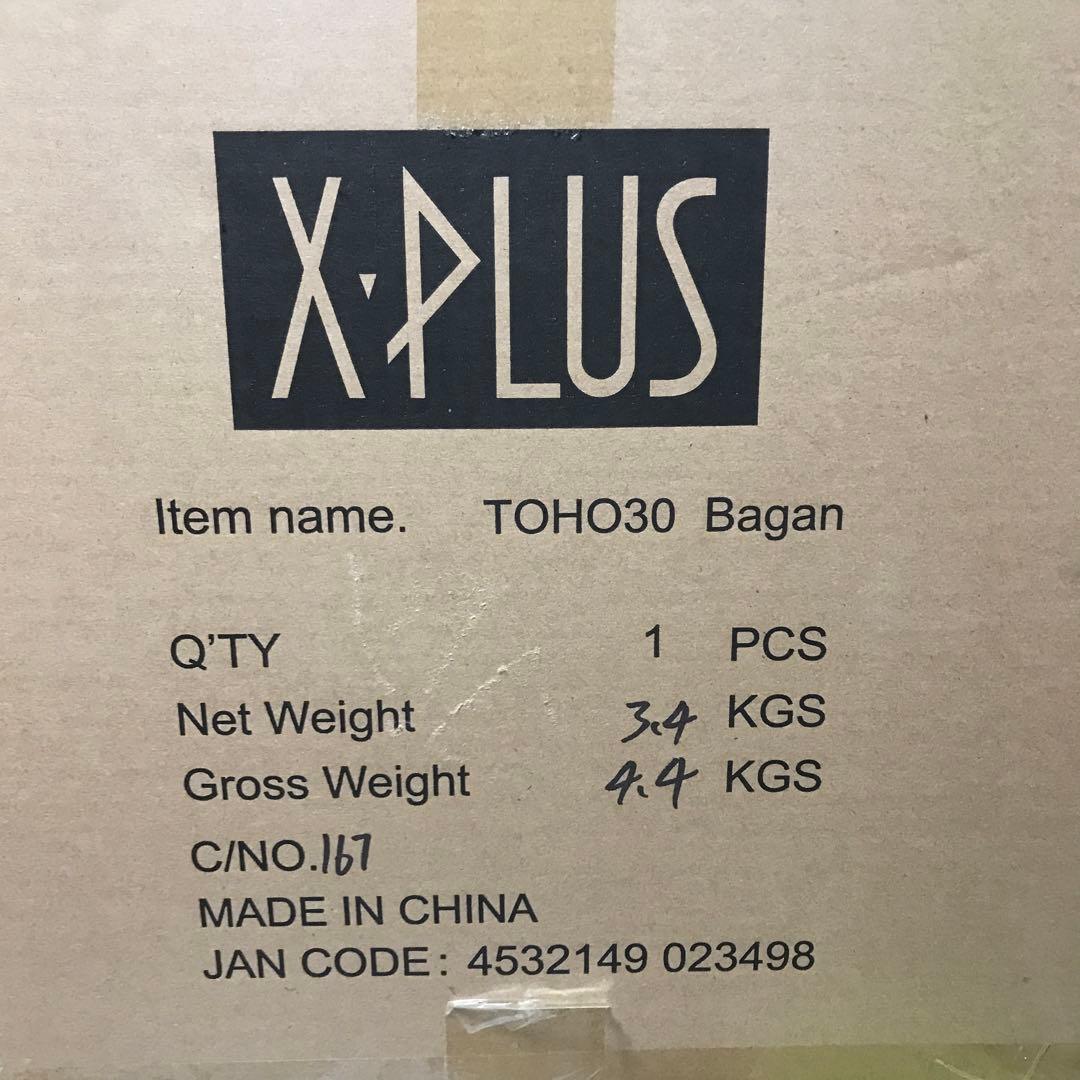 X·PLUS
Item name. TOHO30 Bagan
Q'TY 1 PCS
Net Weight 3.4 KGS
Gross Weight 4.4 KGS
C/NO.167
MADE IN CHINA
JAN CODE: 4532149 023498